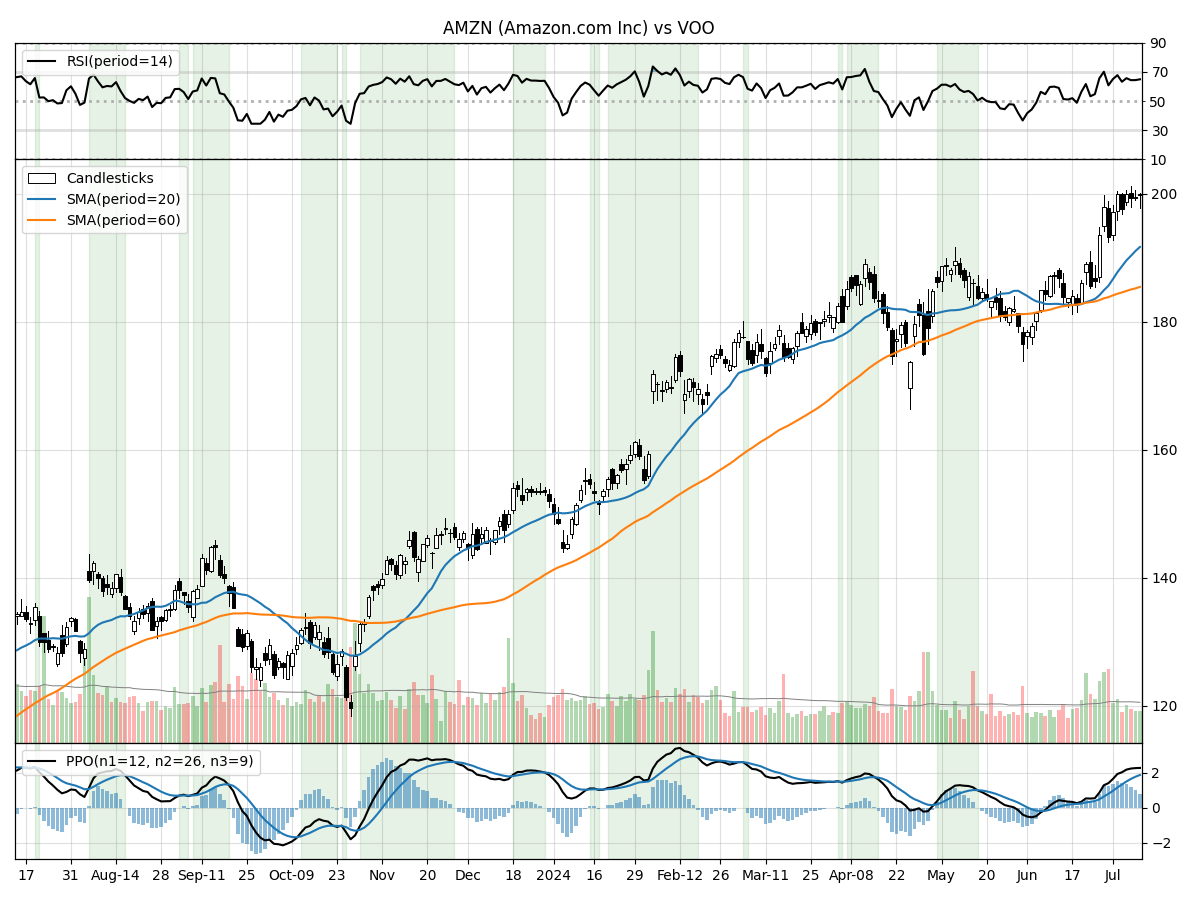 AMZN (Amazon.com Inc) vs VOO
RSI(period=14)
90
70
50
30
10
Candlesticks
SMA(period=20)
SMA(period=60)
200
180
160
140
120
PPO(n1=12, n2=26, n3=9)
2
0
−2
17 31 Aug-14 28 Sep-11 25 Oct-09 23 Nov 20 Dec 18 2024 16 29 Feb-12 26 Mar-11 25 Apr-08 22 May 20 Jun 17 Jul